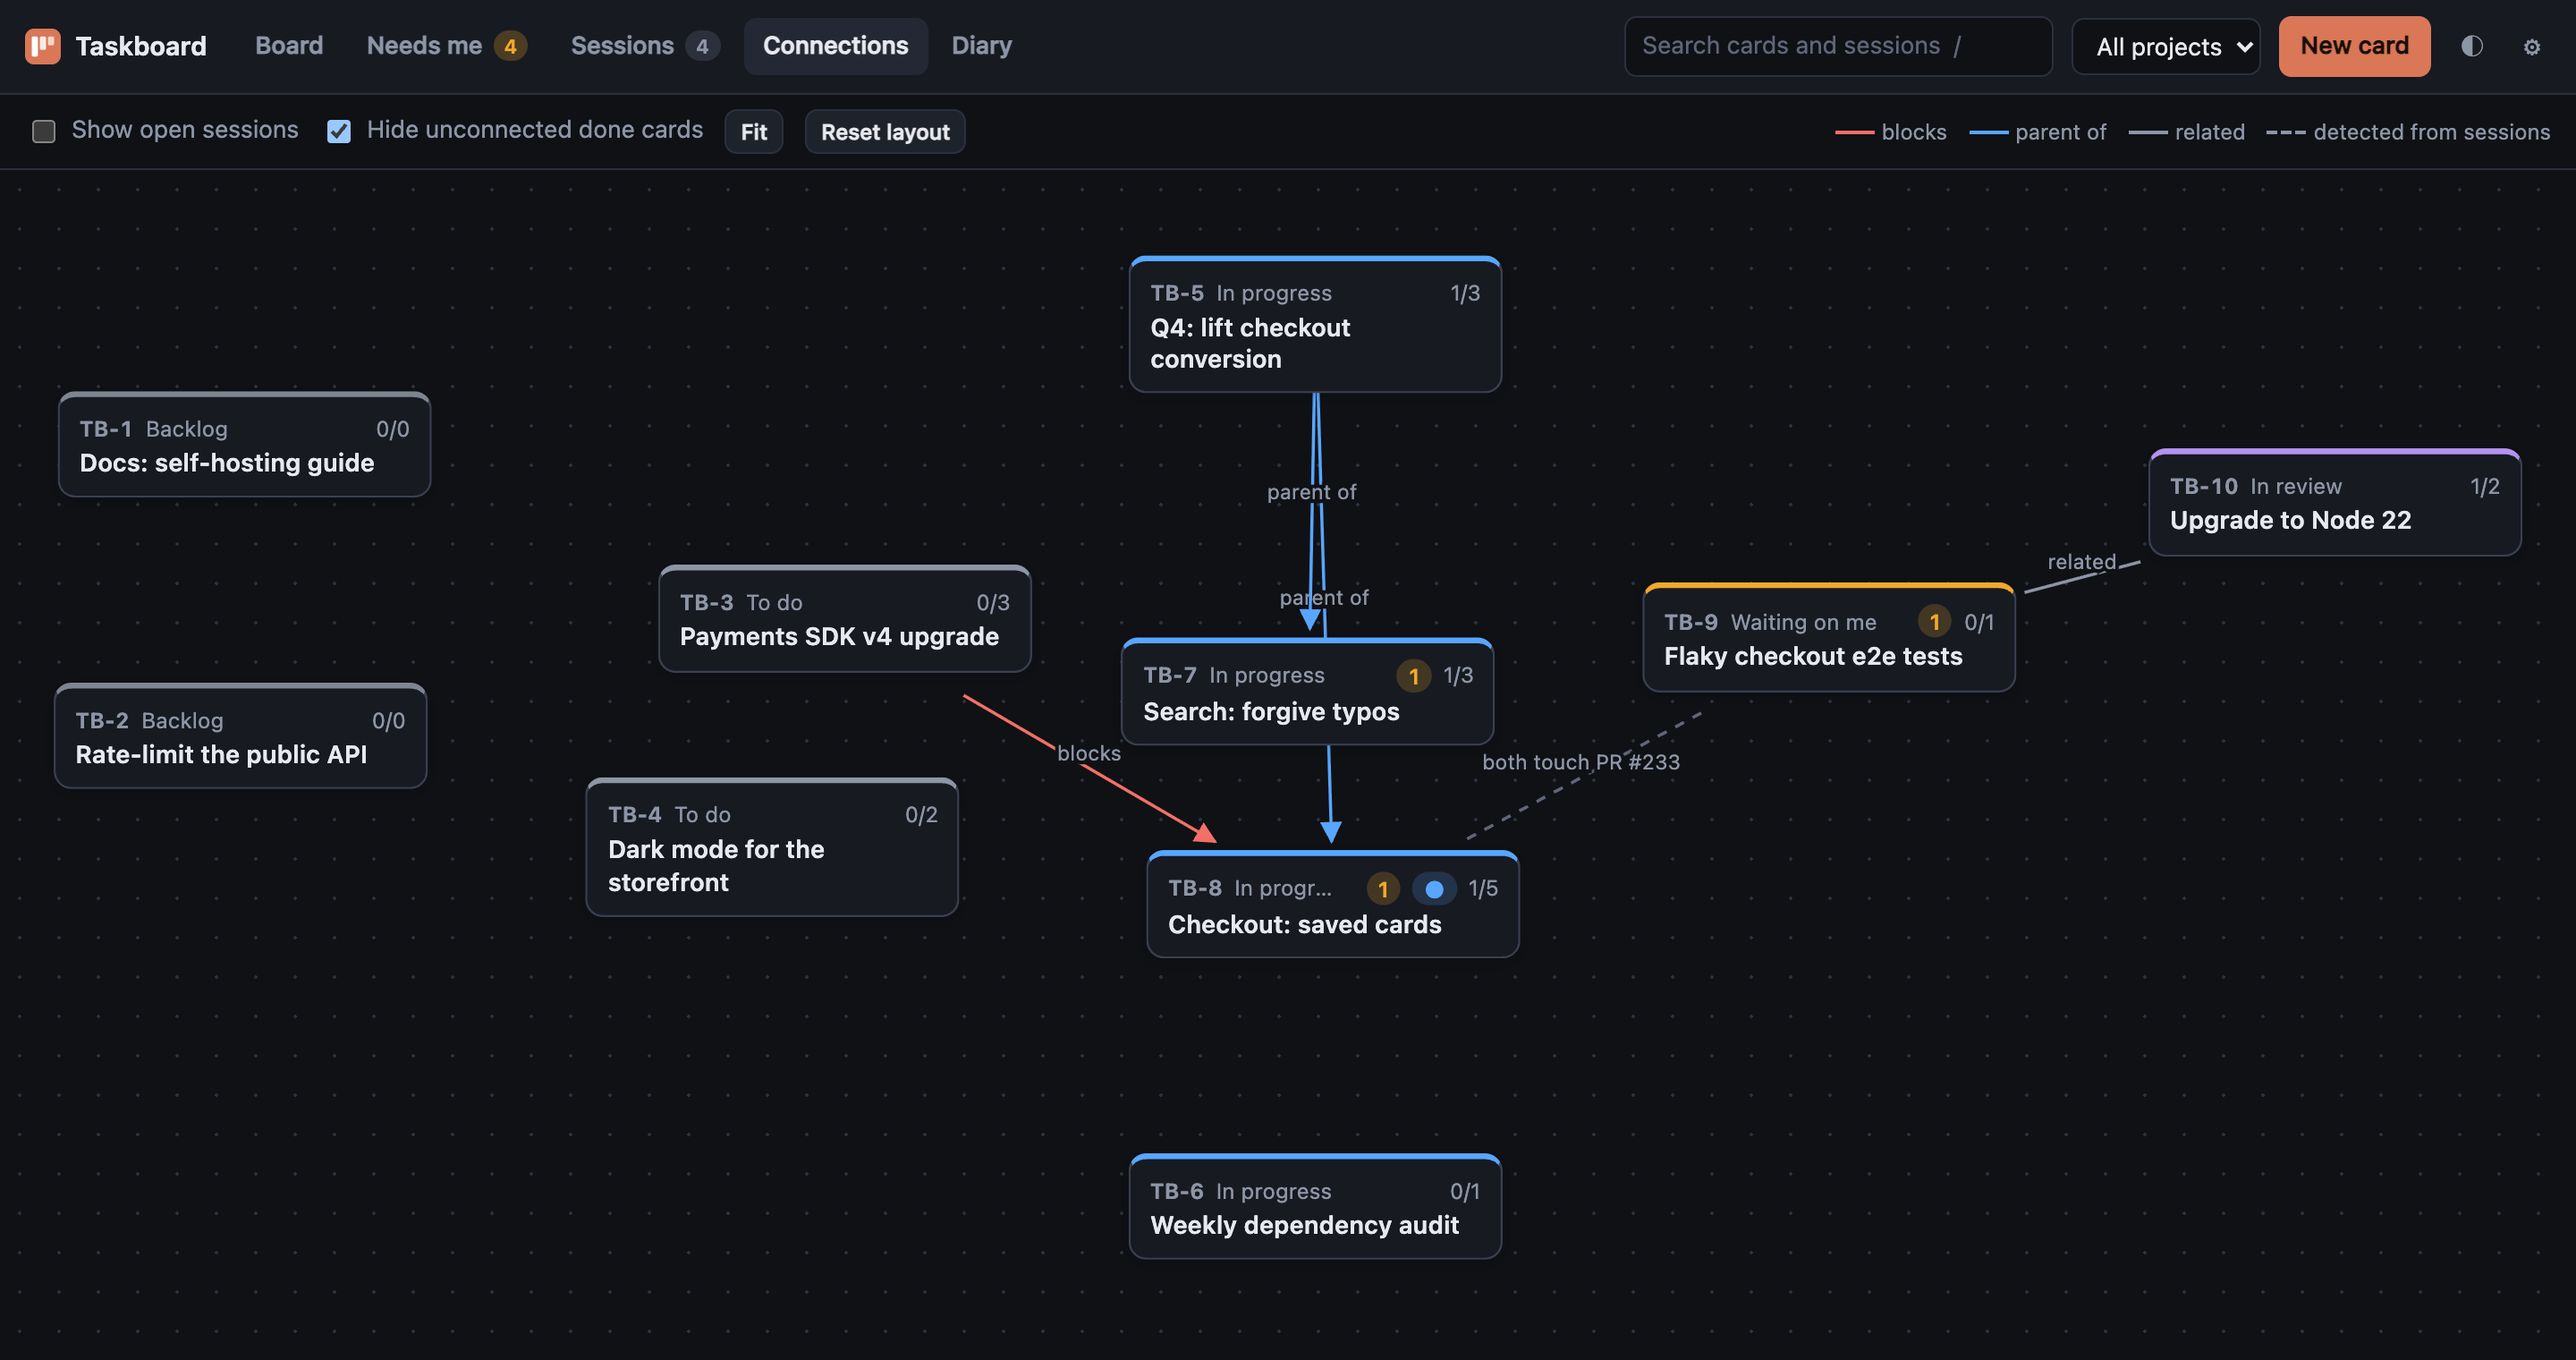 Taskboard Board Needs me 4 Sessions 4 Connections Diary Search cards and sessions / All projects New card
Show open sessions Hide unconnected done cards Fit Reset layout blocks parent of related detected from sessions
TB-5 In progress 1/3
Q4: lift checkout
conversion
TB-1 Backlog 0/0
Docs: self-hosting guide
parent of
TB-10 In review 1/2
Upgrade to Node 22
related
TB-3 To do 0/3
Payments SDK v4 upgrade
parent of
TB-9 Waiting on me 1 0/1
Flaky checkout e2e tests
TB-7 In progress 1 1/3
Search: forgive typos
TB-2 Backlog 0/0
Rate-limit the public API
blocks
both touch PR #233
TB-4 To do 0/2
Dark mode for the
storefront
TB-8 In progr... 1 1/5
Checkout: saved cards
TB-6 In progress 0/1
Weekly dependency audit